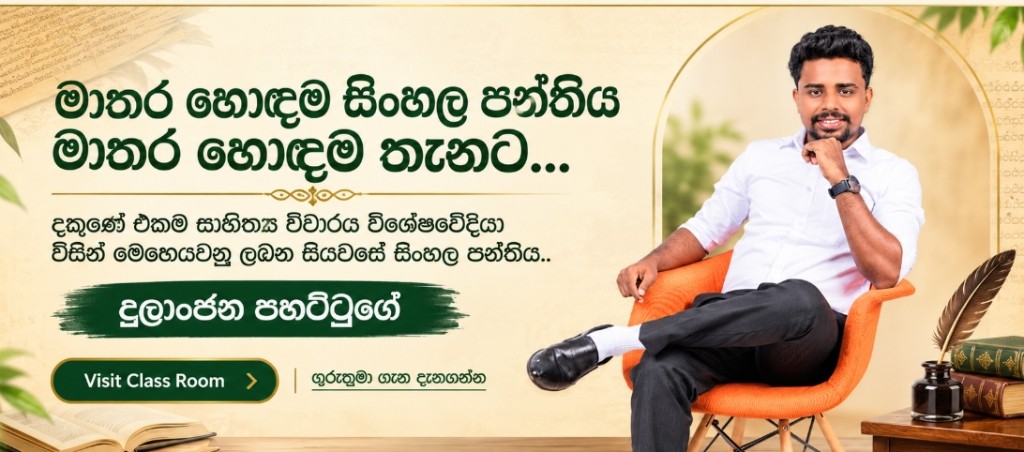 මාතර හොඳම සිංහල පන්තිය
මාතර හොඳම තැනට...
දකුණේ එකම සාහිත්‍ය විචාරය විශේෂවේදියා
විසින් මෙහෙයවනු ලබන සියවසේ සිංහල පන්තිය..
දුලාංජන පහට්ටුගේ
Visit Class Room >
ගුරුතුමා ගැන දැනගන්න